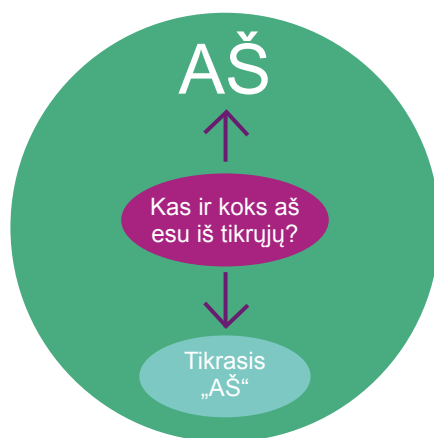 AŠ
Kas ir koks aš
esu iš tikrųjų?
Tikrasis
„AŠ“